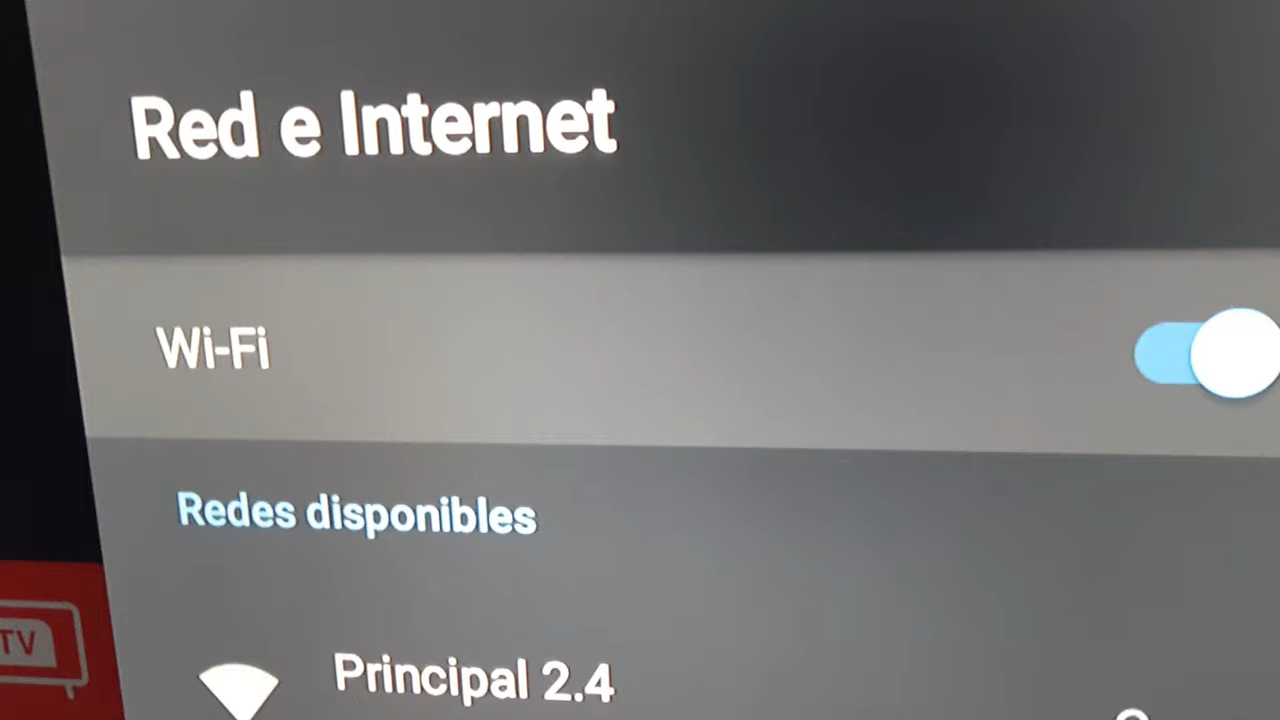 Red e Internet
Wi-Fi
Redes disponibles
TV
Principal 2.4